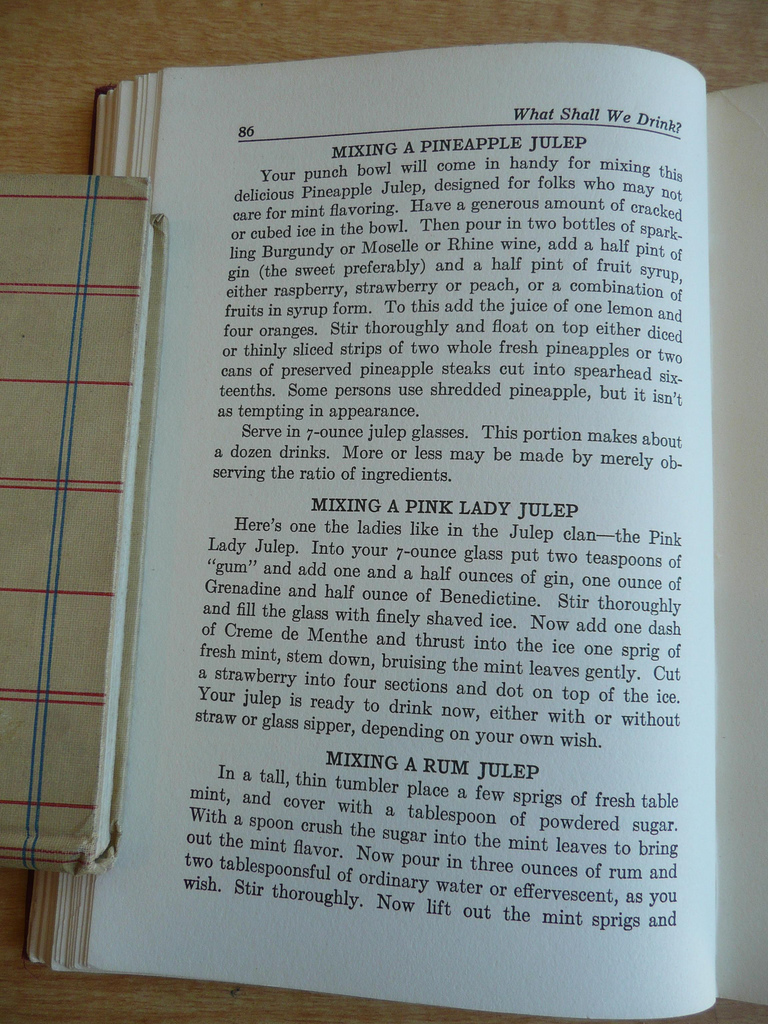 86
What Shall We Drink?
MIXING A PINEAPPLE JULEP
Your punch bowl will come in handy for mixing this
delicious Pineapple Julep, designed for folks who may not
care for mint flavoring. Have a generous amount of cracked
or cubed ice in the bowl. Then pour in two bottles of spark-
ling Burgundy or Moselle or Rhine wine, add a half pint of
gin (the sweet preferably) and a half pint of fruit syrup,
either raspberry, strawberry or peach, or a combination of
fruits in syrup form. To this add the juice of one lemon and
four oranges. Stir thoroughly and float on top either diced
or thinly sliced strips of two whole fresh pineapples or two
cans of preserved pineapple steaks cut into spearhead six-
teenths. Some persons use shredded pineapple, but it isn't
as tempting in appearance.
Serve in 7-ounce julep glasses. This portion makes about
a dozen drinks. More or less may be made by merely ob-
serving the ratio of ingredients.
MIXING A PINK LADY JULEP
Here's one the ladies like in the Julep clan—the Pink
Lady Julep. Into your 7-ounce glass put two teaspoons of
"gum" and add one and a half ounces of gin, one ounce of
Grenadine and half ounce of Benedictine. Stir thoroughly
and fill the glass with finely shaved ice. Now add one dash
of Creme de Menthe and thrust into the ice one sprig of
fresh mint, stem down, bruising the mint leaves gently. Cut
a strawberry into four sections and dot on top of the ice.
Your julep is ready to drink now, either with or without
straw or glass sipper, depending on your own wish.
MIXING A RUM JULEP
In a tall, thin tumbler place a few sprigs of fresh table
mint, and cover with a tablespoon of powdered sugar.
With a spoon crush the sugar into the mint leaves to bring
out the mint flavor. Now pour in three ounces of rum and
two tablespoonsful of ordinary water or effervescent, as you
wish. Stir thoroughly. Now lift out the mint sprigs and